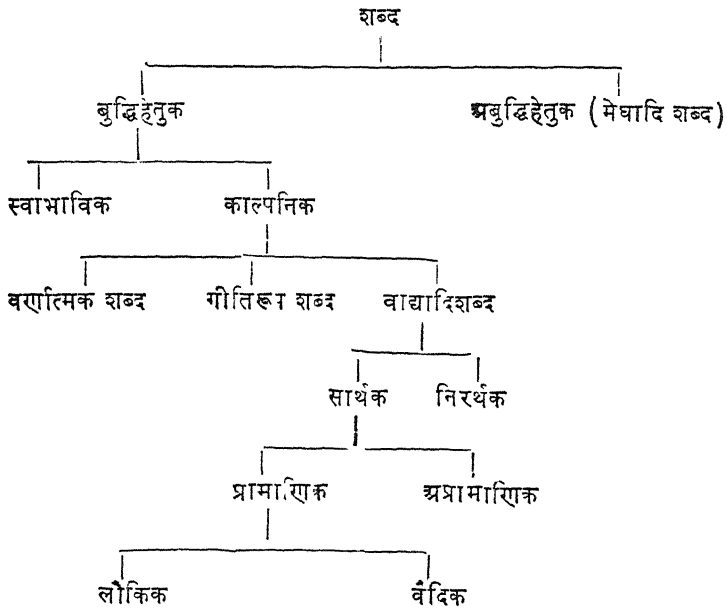 शब्द
बुद्धिहेतुक अबुद्धिहेतुक (मेघादि शब्द)
स्वाभाविक काल्पनिक
वर्णात्मक शब्द गीतिरूप शब्द वाद्यादिशब्द
सार्थक निरर्थक
प्रामाणिक अप्रामाणिक
लौकिक वैदिक